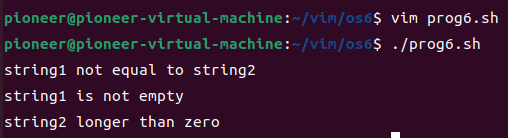 pioneer@pioneer-virtual-machine:~/vim/os6$ vim prog6.sh
pioneer@pioneer-virtual-machine:~/vim/os6$ ./prog6.sh
string1 not equal to string2
string1 is not empty
string2 longer than zero